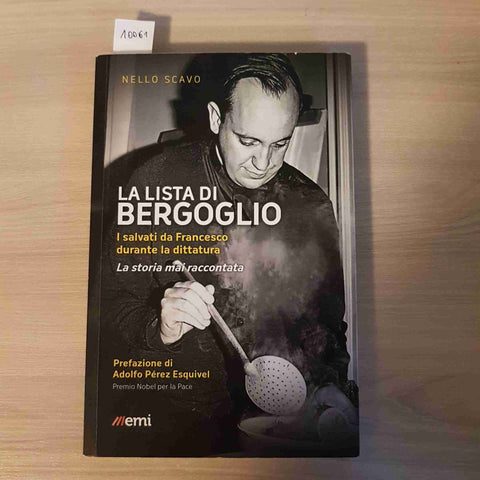 10061
NELLO SCAVO
LA LISTA DI
BERGOGLIO
I salvati da Francesco
durante la dittatura
La storia mai raccontata
Prefazione di
Adolfo Pérez Esquivel
Premio Nobel per la Pace
emi